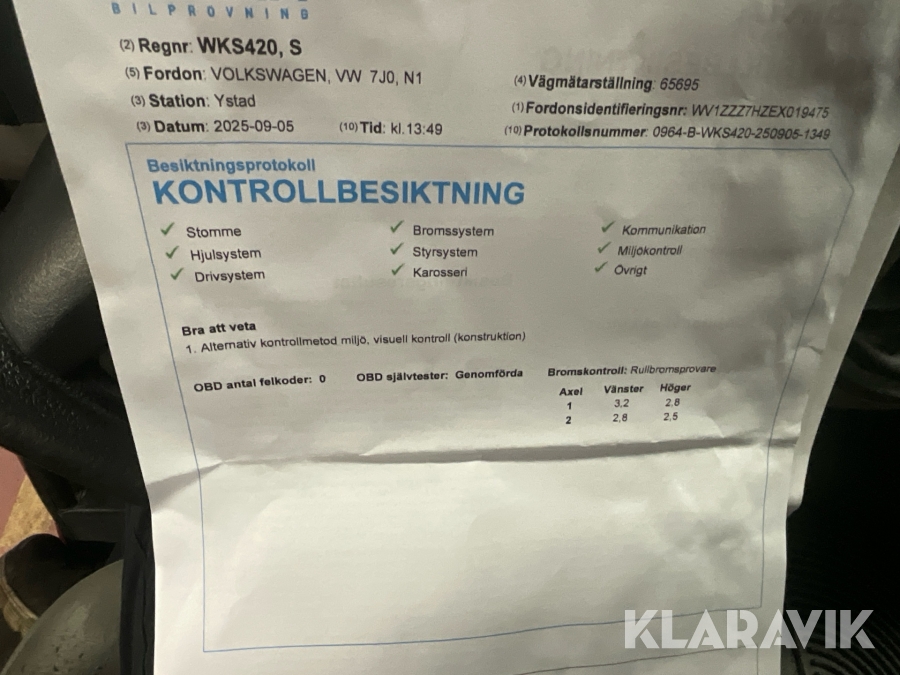 BILPROVNING
(2) Regnr: WKS420, S
(5) Fordon: VOLKSWAGEN, VW 7J0, N1
(4) Vägmätarställning: 65695
(3) Station: Ystad
(1) Fordonsidentifieringsnr: WV1ZZZ7HZEX019475
(3) Datum: 2025-09-05 (10) Tid: kl.13:49
(10) Protokollsnummer: 0964-B-WKS420-250905-1349
Besiktningsprotokoll
KONTROLLBESIKTNING
✓ Stomme ✓ Bromssystem ✓ Kommunikation
✓ Hjulsystem ✓ Styrsystem ✓ Miljökontroll
✓ Drivsystem ✓ Karosseri ✓ Övrigt
Bra att veta
1. Alternativ kontrollmetod miljö, visuell kontroll (konstruktion)
OBD antal felkoder: 0 OBD självtester: Genomförda Bromskontroll: Rullbromsprovare
Axel Vänster Höger
1 3,2 2,8
2 2,8 2,5
KLARAVIK